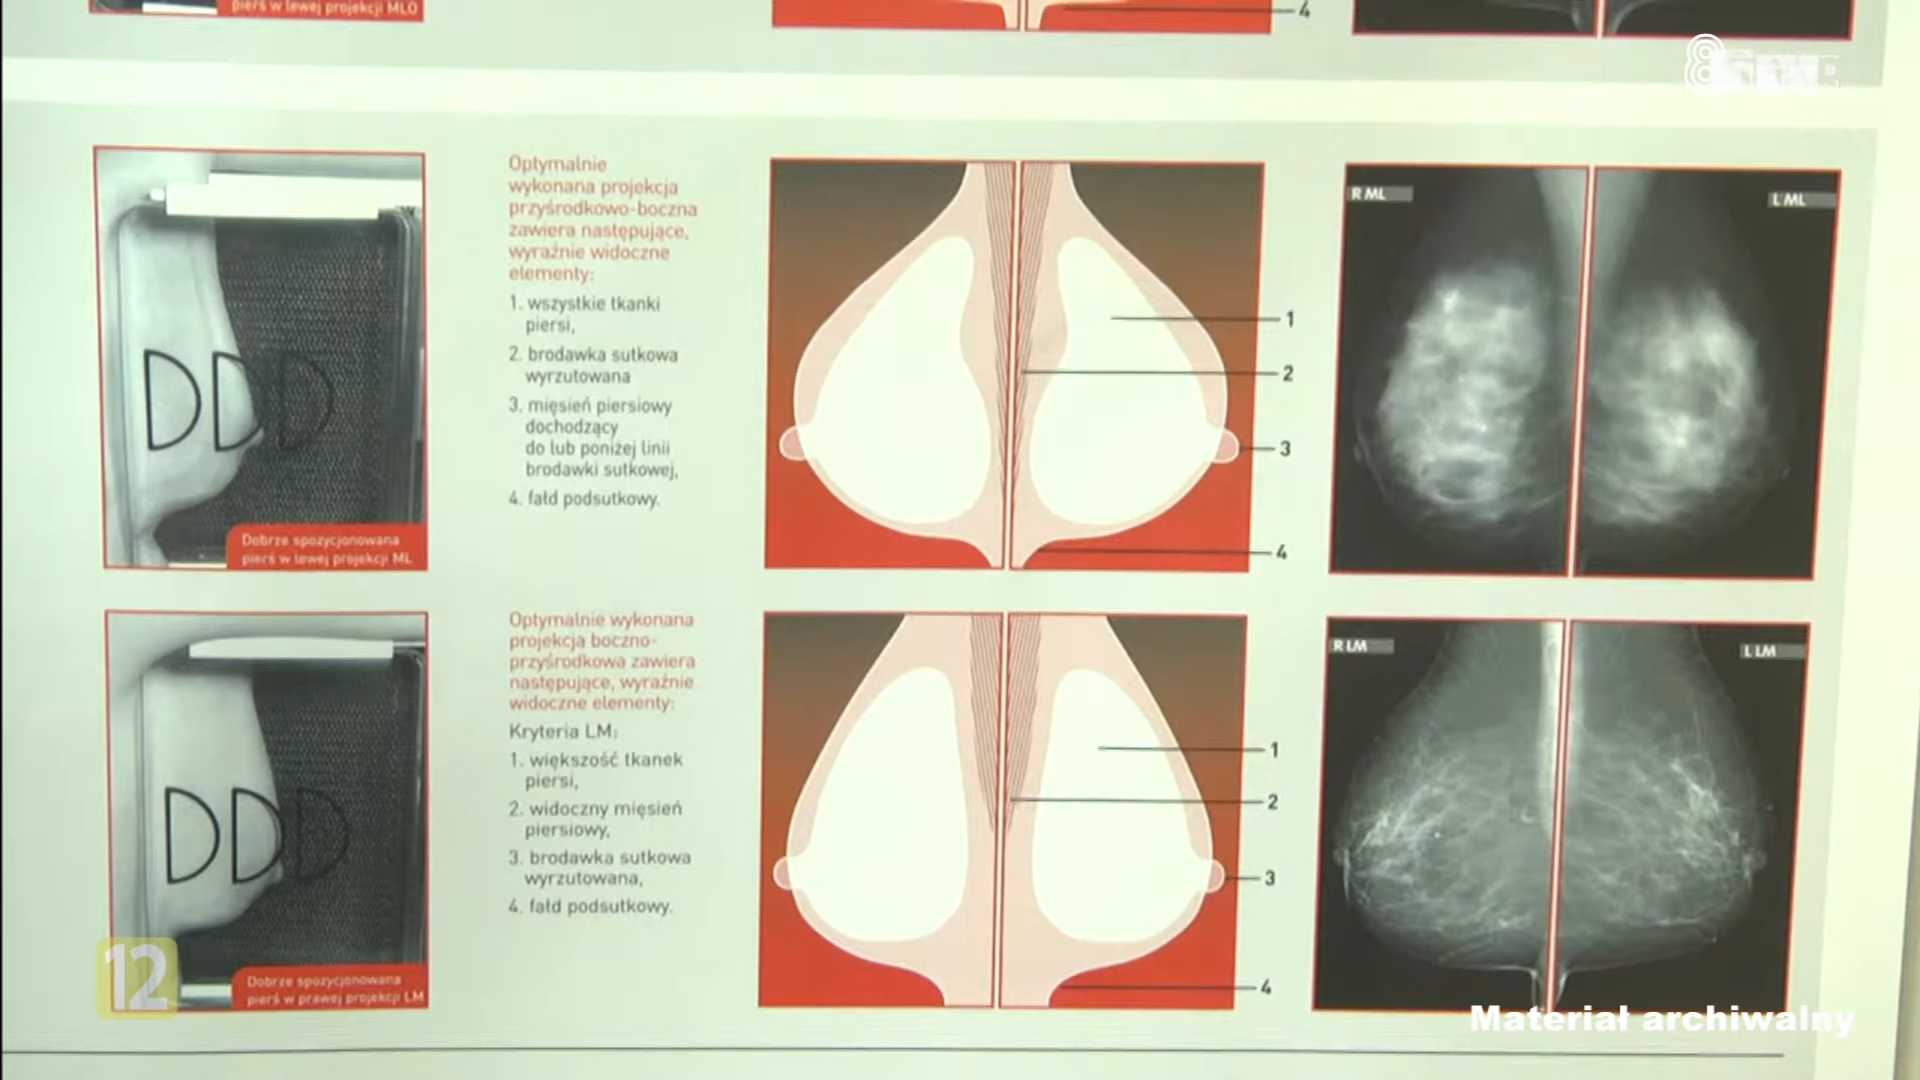 pierś w lewej projekcji MLO
4
Optymalnie
wykonana projekcja
przyśrodkowo-boczna
zawiera następujące,
wyraźnie widoczne
elementy:
1. wszystkie tkanki
piersi,
2. brodawka sutkowa
wyrzutowana
3. mięsień piersiowy
dochodzący
do lub poniżej linii
brodawki sutkowej,
4. fałd podsutkowy.
Dobrze spozycjonowana
pierś w lewej projekcji ML
1
2
3
4
R ML
L ML
Optymalnie wykonana
projekcja boczno-
przyśrodkowa zawiera
następujące, wyraźnie
widoczne elementy:
Kryteria LM:
1. większość tkanek
piersi,
2. widoczny mięsień
piersiowy,
3. brodawka sutkowa
wyrzutowana,
4. fałd podsutkowy.
Dobrze spozycjonowana
pierś w prawej projekcji LM
1
2
3
4
R LM
L LM
12
Materiał archiwalny